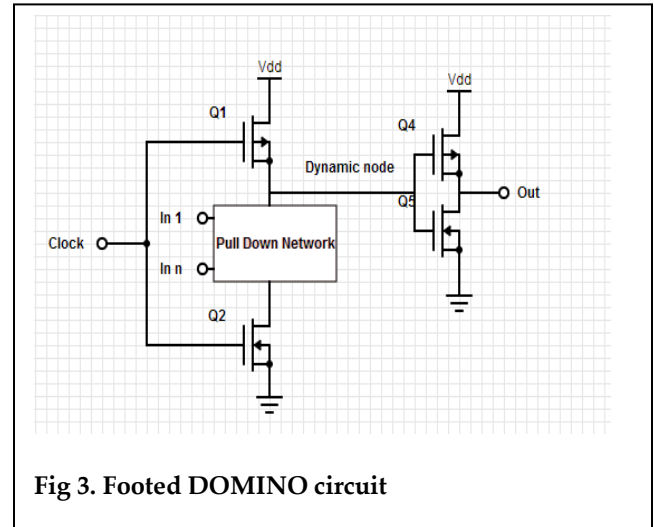 Vdd
Vdd
Q1
Q4
Dynamic node
Q5
Out
In 1
Clock
Pull Down Network
In n
Q2
Fig 3. Footed DOMINO circuit